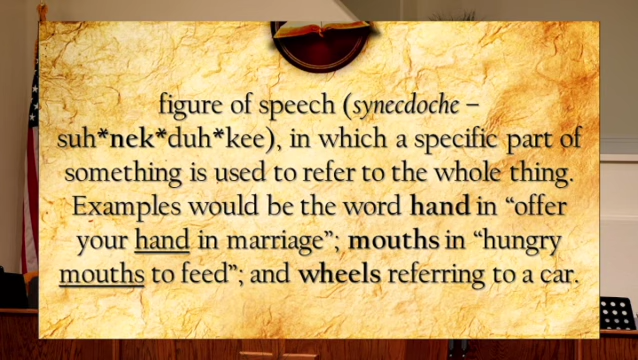 figure of speech (synecdoche –
suh*nek*duh*kee), in which a specific part of
something is used to refer to the whole thing.
Examples would be the word hand in “offer
your hand in marriage”; mouths in “hungry
mouths to feed”; and wheels referring to a car.